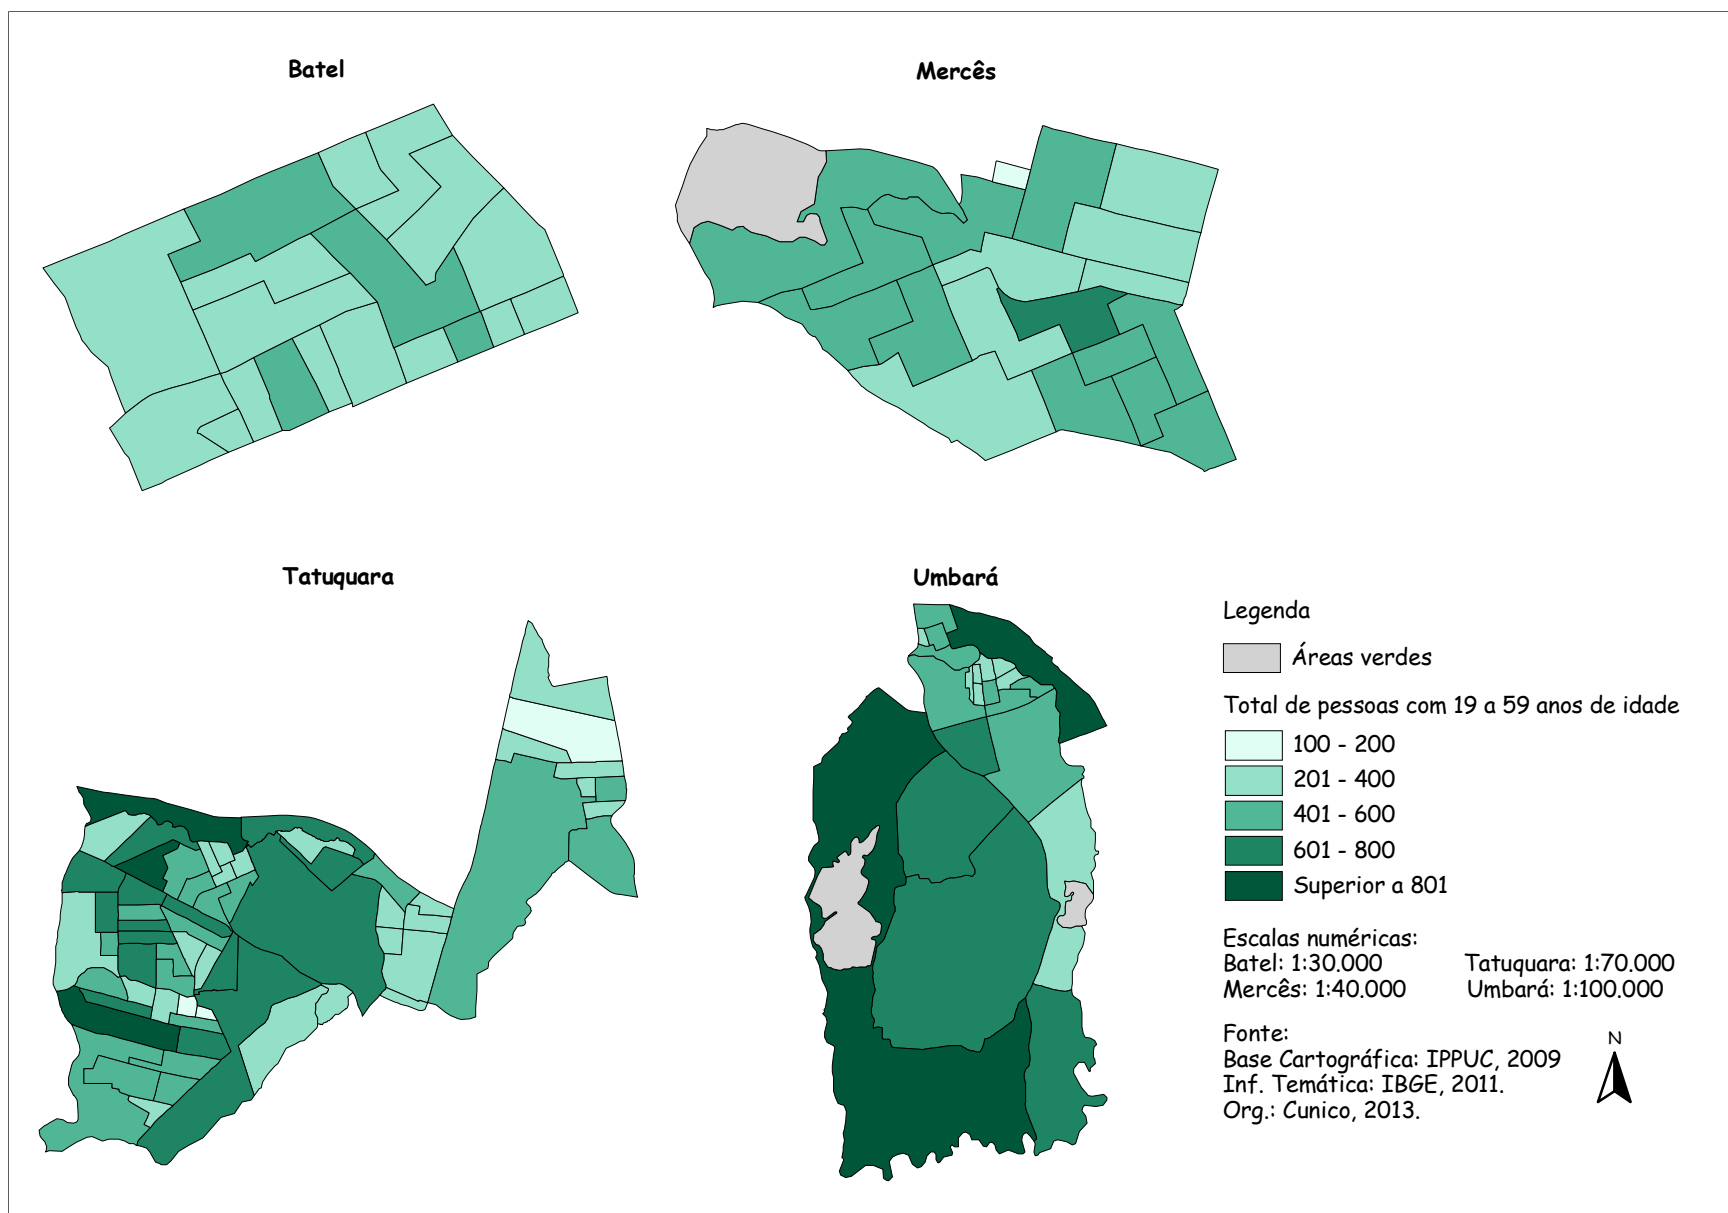 Batel
Mercês
Tatuquara
Umbará
Legenda
Áreas verdes
Total de pessoas com 19 a 59 anos de idade
100 - 200
201 - 400
401 - 600
601 - 800
Superior a 801
Escalas numéricas:
Batel: 1:30.000 Tatuquara: 1:70.000
Mercês: 1:40.000 Umbará: 1:100.000
Fonte:
Base Cartográfica: IPPUC, 2009
Inf. Temática: IBGE, 2011.
Org.: Cunico, 2013.
N